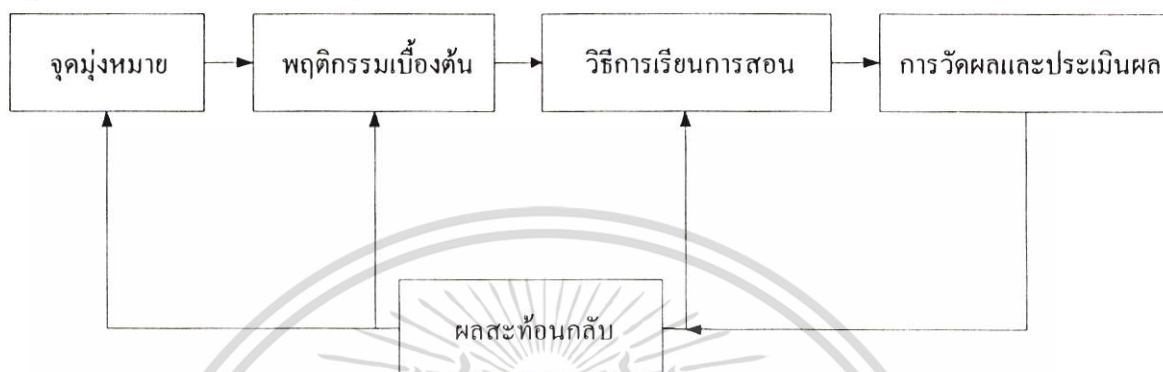 จุดมุ่งหมาย
พฤติกรรมเบื้องต้น
วิธีการเรียนการสอน
การวัดผลและประเมินผล
ผลสะท้อนกลับ